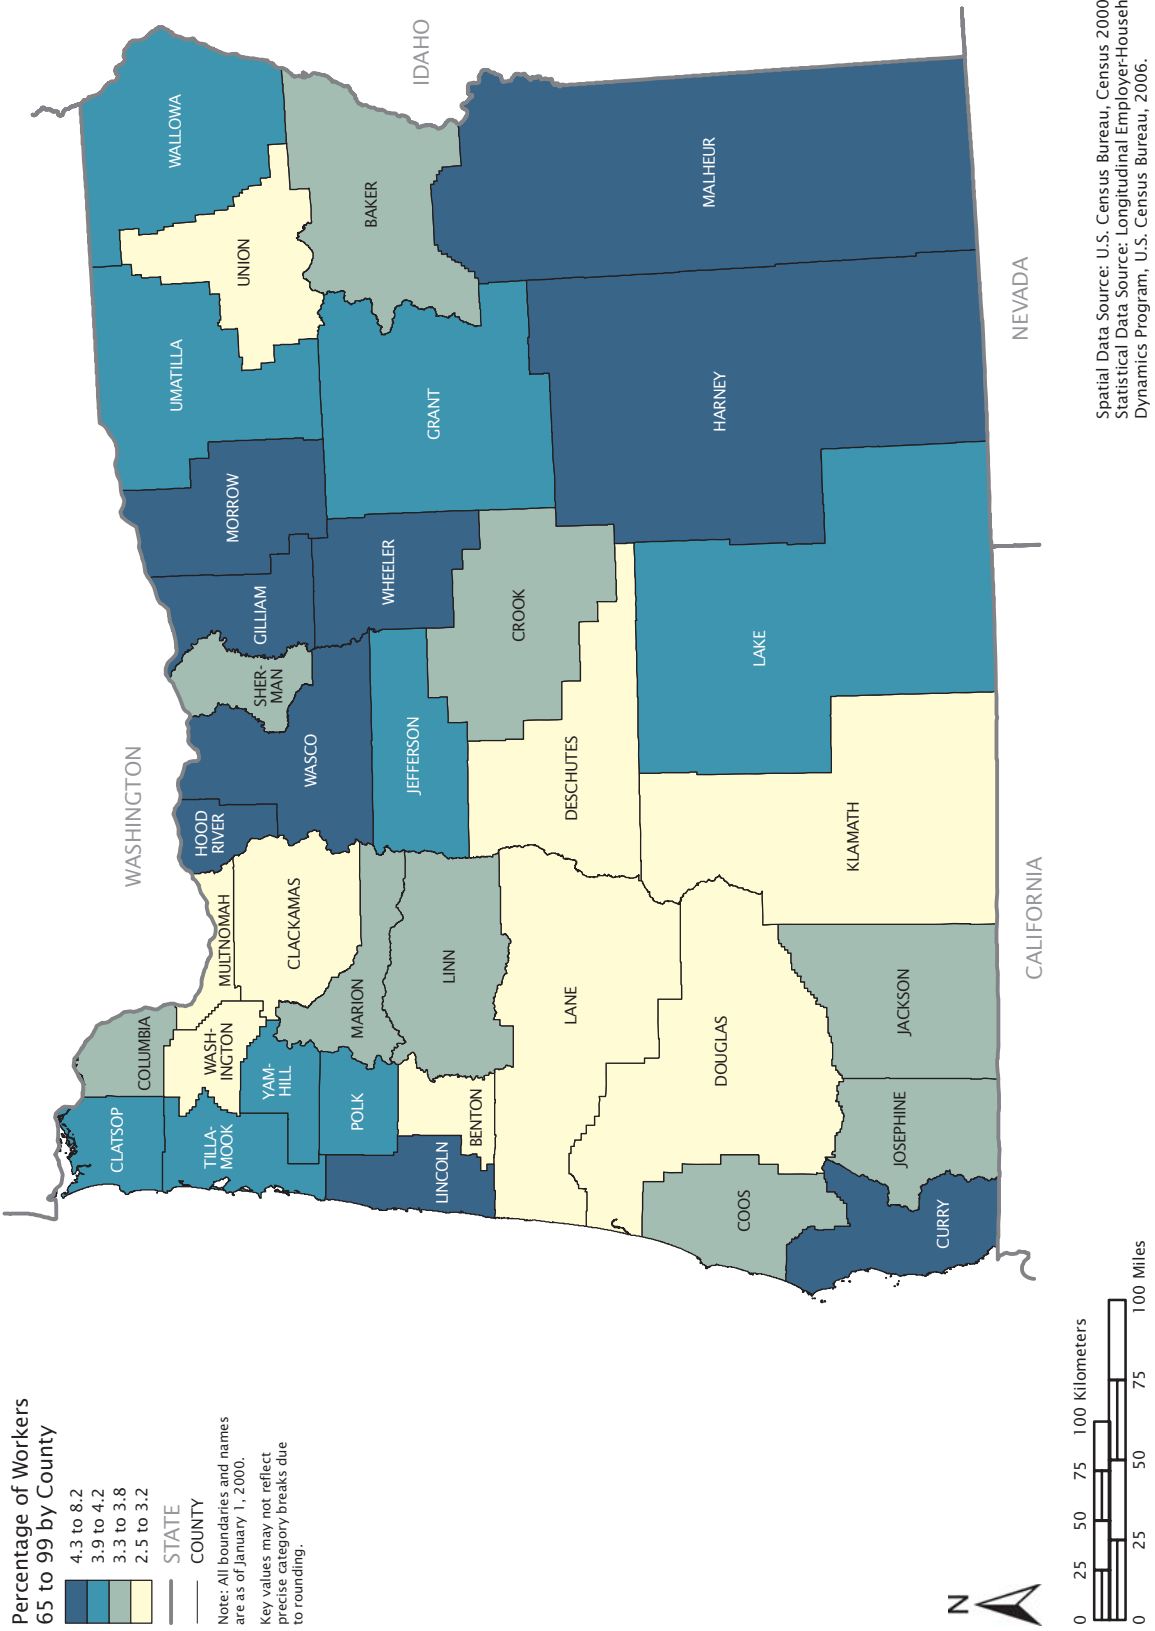 Percentage of Workers
65 to 99 by County
4.3 to 8.2
3.9 to 4.2
3.3 to 3.8
2.5 to 3.2
STATE
COUNTY
Note: All boundaries and names
are as of January 1, 2000.
Key values may not reflect
precise category breaks due
to rounding.
WASHINGTON
IDAHO
NEVADA
CALIFORNIA
CLATSOP
COLUMBIA
TILLA-
MOOK
WASH-
INGTON
MULTNOMAH
HOOD
RIVER
YAM-
HILL
CLACKAMAS
POLK
MARION
LINCOLN
BENTON
LINN
LANE
DOUGLAS
COOS
CURRY
JOSEPHINE
JACKSON
KLAMATH
DESCHUTES
JEFFERSON
WASCO
SHER-
MAN
GILLIAM
MORROW
WHEELER
CROOK
LAKE
UMATILLA
UNION
WALLOWA
BAKER
GRANT
HARNEY
MALHEUR
N
0 25 50 75 100 Kilometers
0 25 50 75 100 Miles
Spatial Data Source: U.S. Census Bureau, Census 2000
Statistical Data Source: Longitudinal Employer-Househ
Dynamics Program, U.S. Census Bureau, 2006.